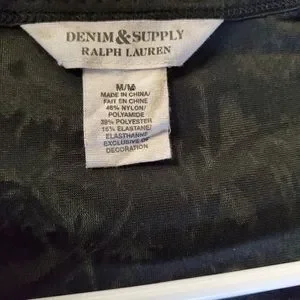 DENIM & SUPPLY
RALPH LAUREN
M/M
MADE IN CHINA/
FAIT EN CHINE
46% NYLON/
POLYAMIDE
39% POLYESTER
15% ELASTANE/
ELASTHANNE
EXCLUSIVE OF
DECORATION